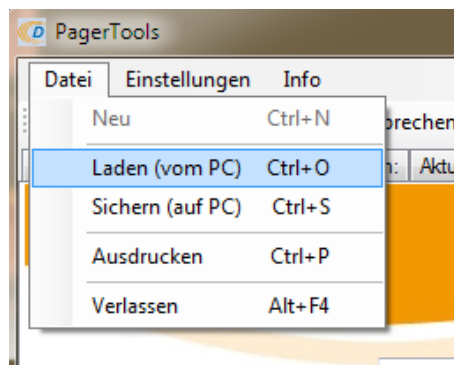 PagerTools
Datei Einstellungen Info
Neu Ctrl+N
Laden (vom PC) Ctrl+O
Sichern (auf PC) Ctrl+S
Ausdrucken Ctrl+P
Verlassen Alt+F4